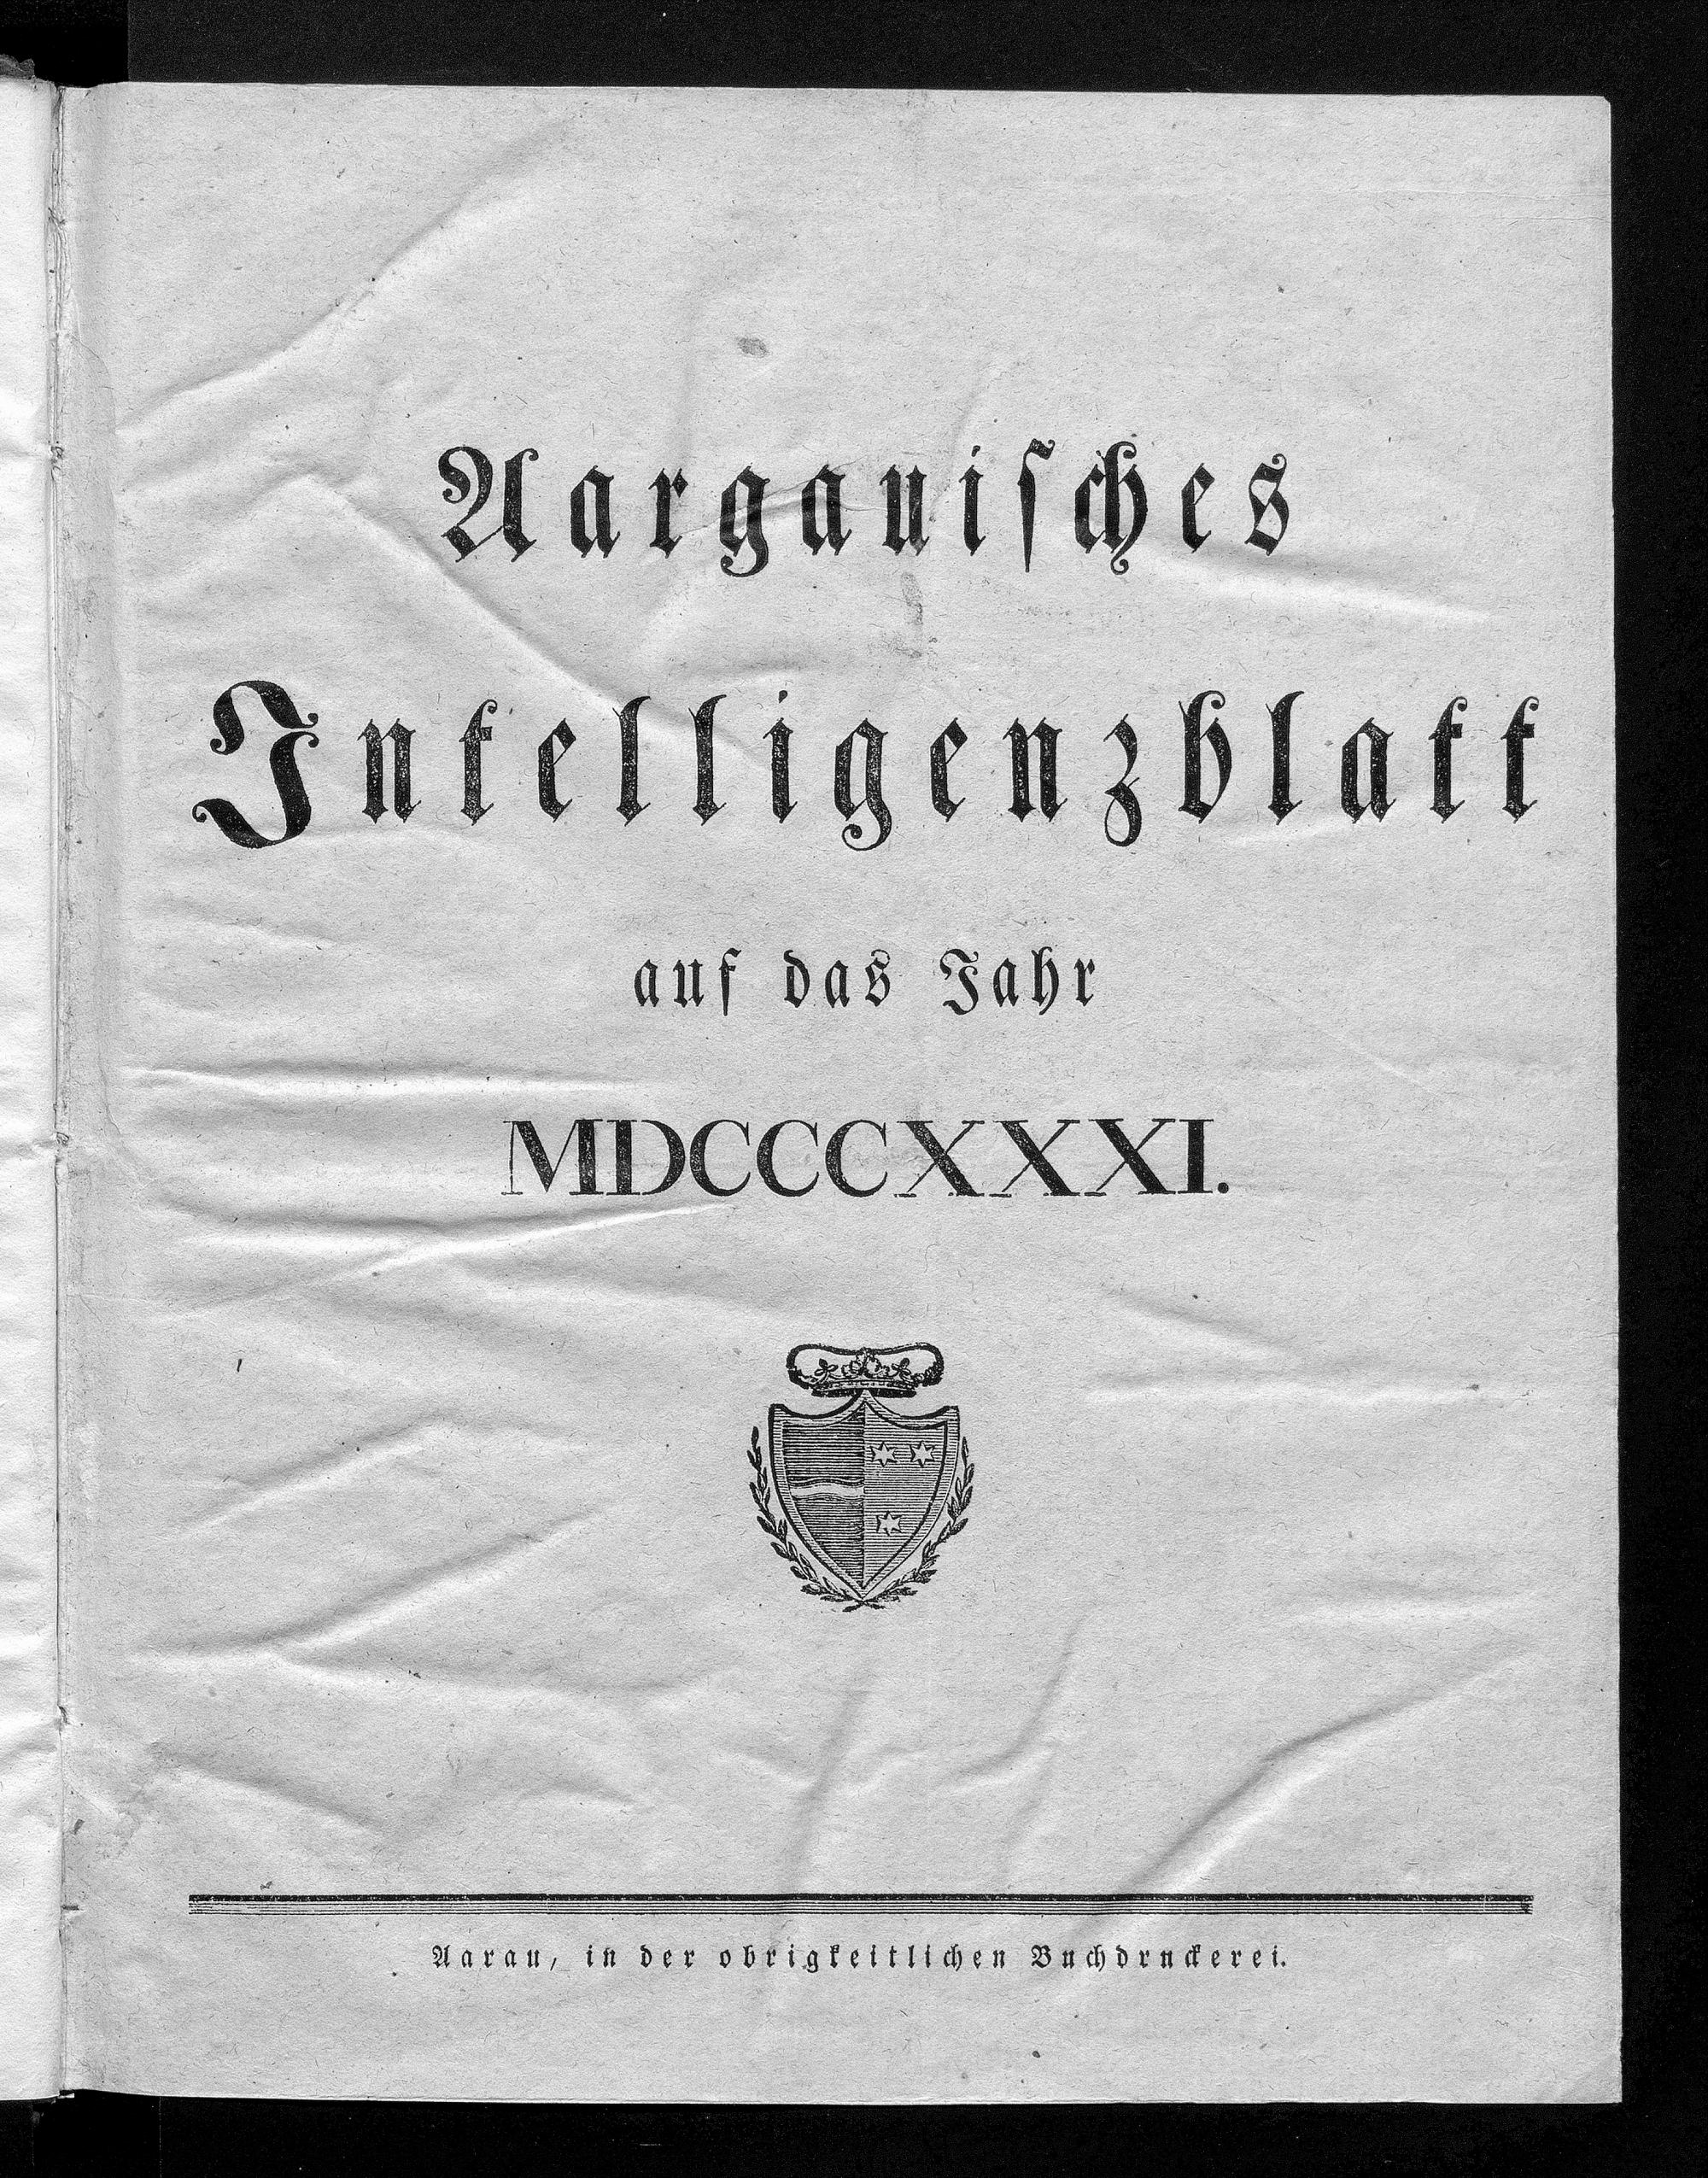 Aargauiſches
Intelligenzblatt
auf das Jahr
MDCCCXXXI.
Aarau, in der obrigkeitlichen Buchdruckerei.